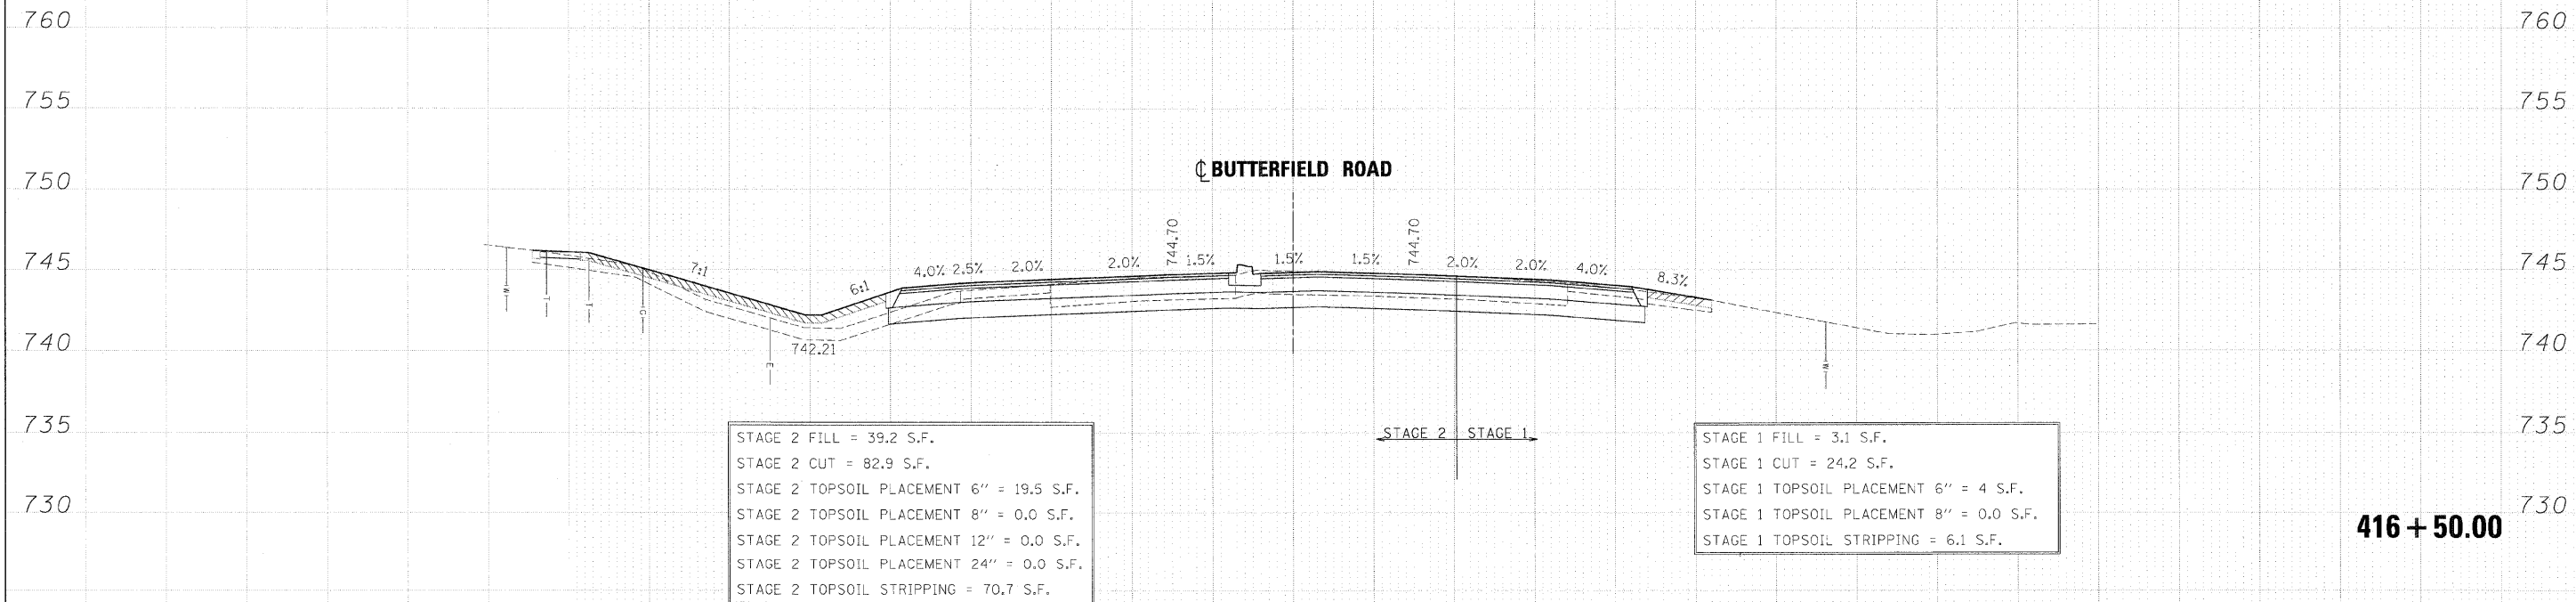 760 760
755 755
750 750
℄ BUTTERFIELD ROAD
744.70 744.70
745 7:1 6:1 4.0% 2.5% 2.0% 2.0% 1.5% 1.5% 1.5% 2.0% 2.0% 4.0% 8.3% 745
W T T G E W
740 742.21 740
735 STAGE 2 STAGE 1 735
730 730
STAGE 2 FILL = 39.2 S.F.
STAGE 2 CUT = 82.9 S.F.
STAGE 2 TOPSOIL PLACEMENT 6" = 19.5 S.F.
STAGE 2 TOPSOIL PLACEMENT 8" = 0.0 S.F.
STAGE 2 TOPSOIL PLACEMENT 12" = 0.0 S.F.
STAGE 2 TOPSOIL PLACEMENT 24" = 0.0 S.F.
STAGE 2 TOPSOIL STRIPPING = 70.7 S.F.
STAGE 1 FILL = 3.1 S.F.
STAGE 1 CUT = 24.2 S.F.
STAGE 1 TOPSOIL PLACEMENT 6" = 4 S.F.
STAGE 1 TOPSOIL PLACEMENT 8" = 0.0 S.F.
STAGE 1 TOPSOIL STRIPPING = 6.1 S.F.
416+50.00